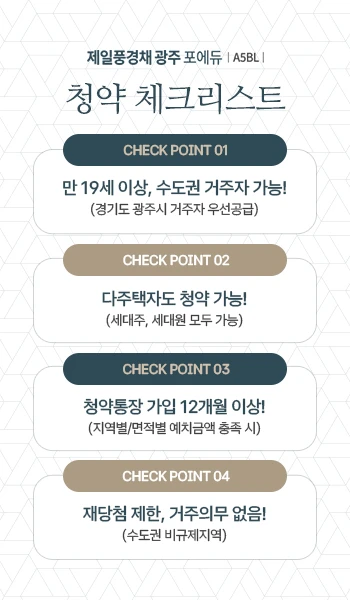 제일풍경채 광주 포에듀 | A5BL |
청약 체크리스트
CHECK POINT 01
만 19세 이상, 수도권 거주자 가능!
(경기도 광주시 거주자 우선공급)
CHECK POINT 02
다주택자도 청약 가능!
(세대주, 세대원 모두 가능)
CHECK POINT 03
청약통장 가입 12개월 이상!
(지역별/면적별 예치금액 충족 시)
CHECK POINT 04
재당첨 제한, 거주의무 없음!
(수도권 비규제지역)